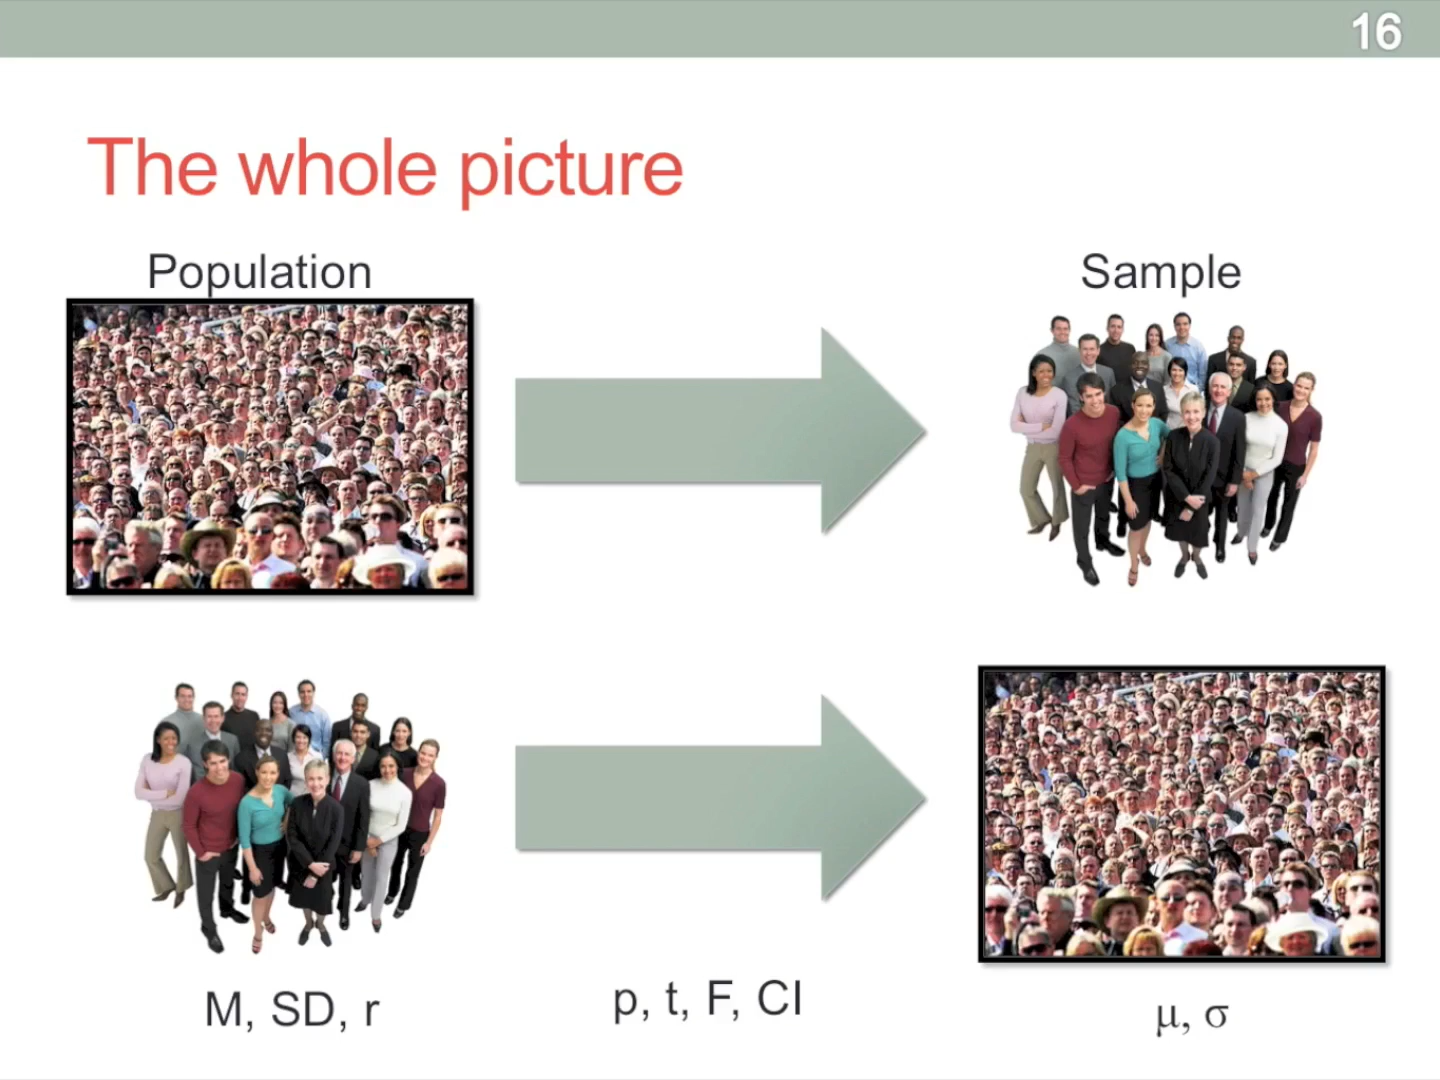 16
The whole picture
Population
Sample
M, SD, r
p, t, F, CI
μ, σ